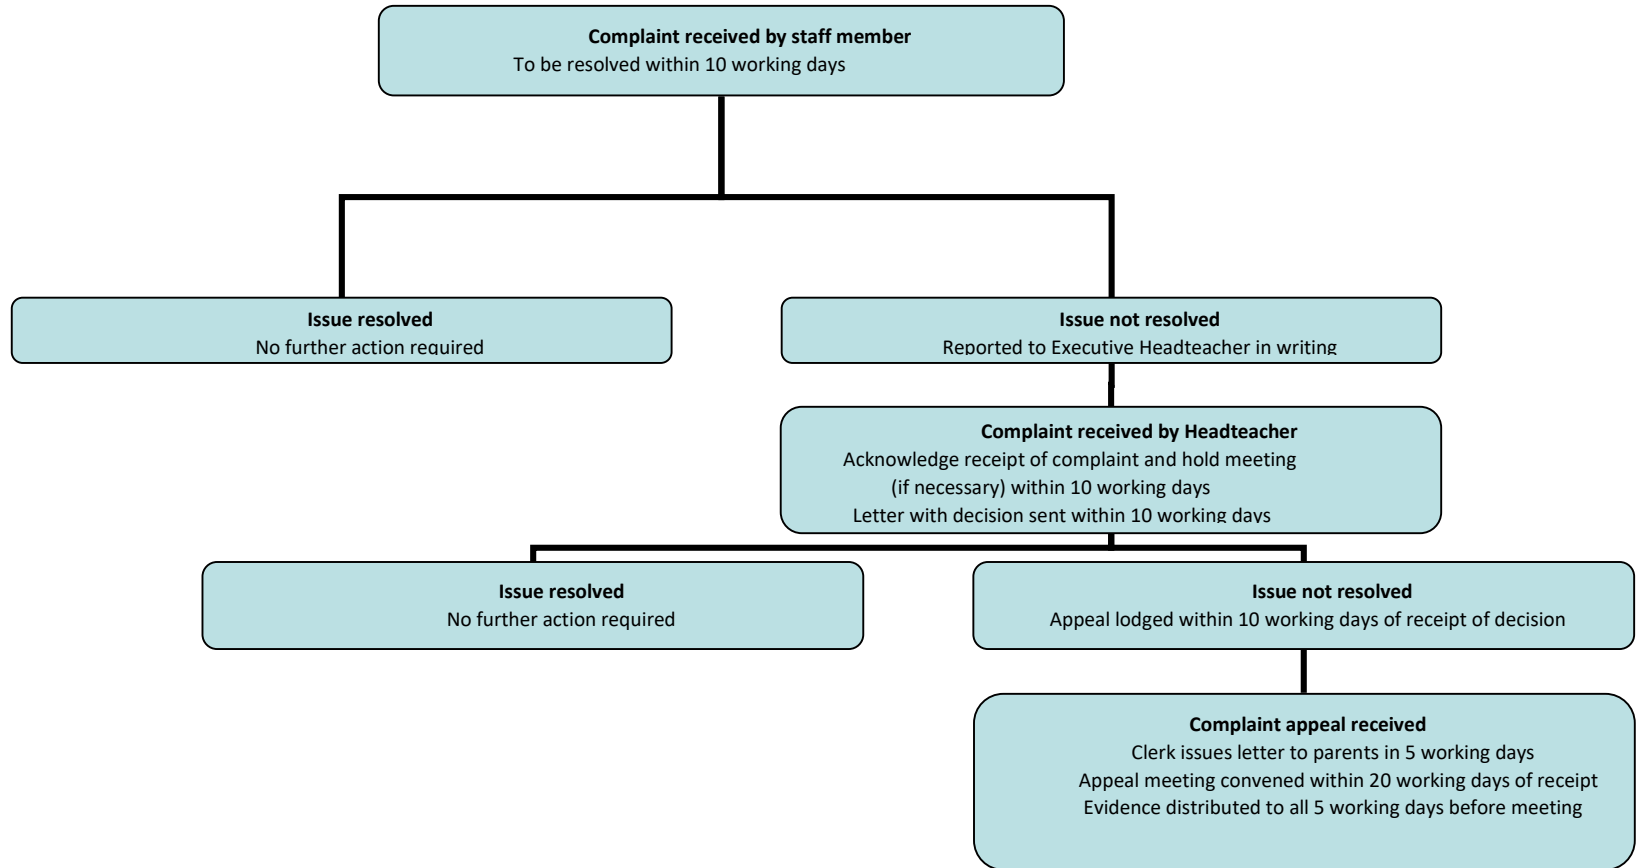 Complaint received by staff member
To be resolved within 10 working days
Issue resolved
No further action required
Issue not resolved
Reported to Executive Headteacher in writing
Complaint received by Headteacher
Acknowledge receipt of complaint and hold meeting
(if necessary) within 10 working days
Letter with decision sent within 10 working days
Issue resolved
No further action required
Issue not resolved
Appeal lodged within 10 working days of receipt of decision
Complaint appeal received
Clerk issues letter to parents in 5 working days
Appeal meeting convened within 20 working days of receipt
Evidence distributed to all 5 working days before meeting